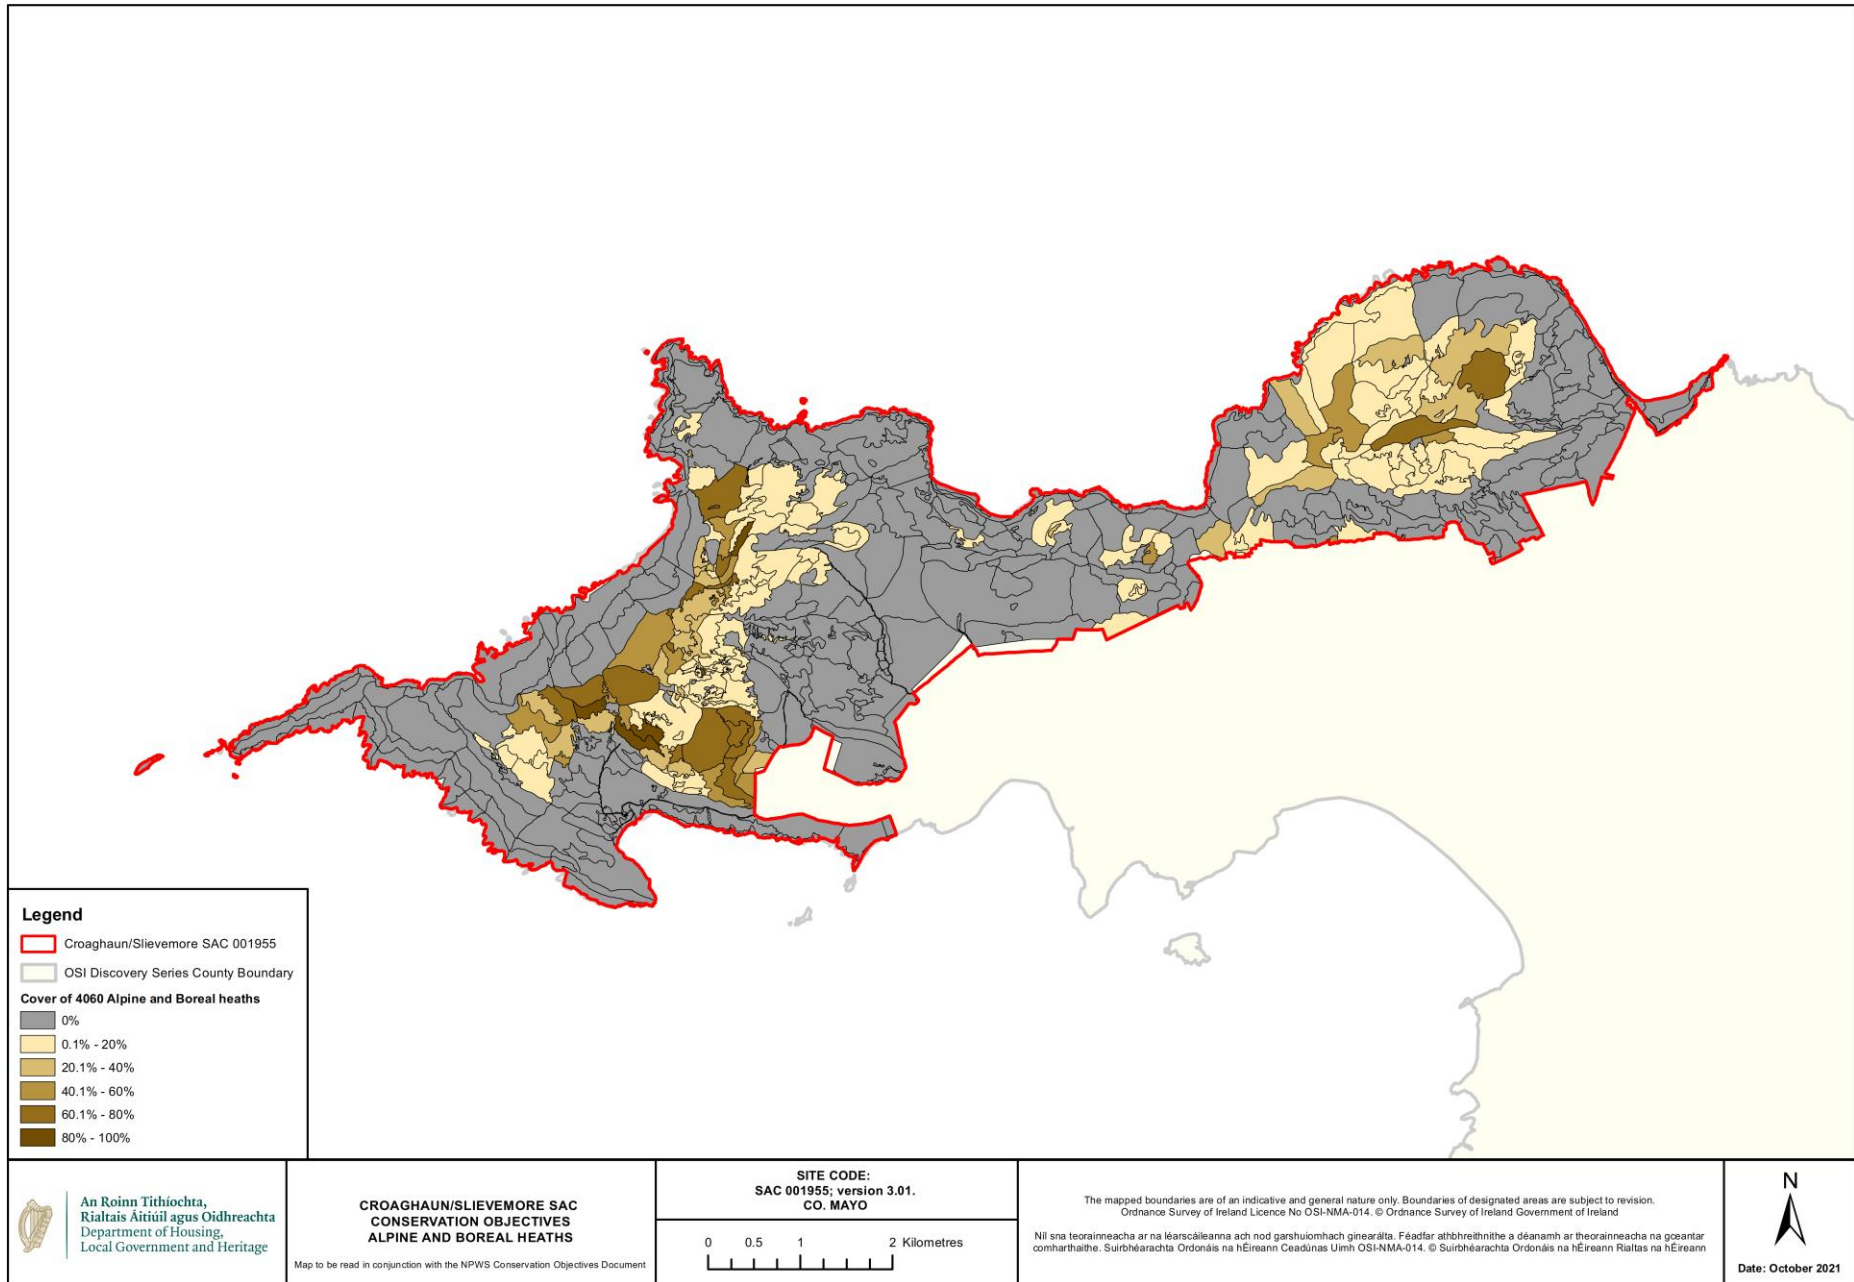 Legend
Croaghaun/Slievemore SAC 001955
OSI Discovery Series County Boundary
Cover of 4060 Alpine and Boreal heaths
0%
0.1% - 20%
20.1% - 40%
40.1% - 60%
60.1% - 80%
80% - 100%
An Roinn Tithíochta,
Rialtais Áitiúil agus Oidhreachta
Department of Housing,
Local Government and Heritage
CROAGHAUN/SLIEVEMORE SAC
CONSERVATION OBJECTIVES
ALPINE AND BOREAL HEATHS
Map to be read in conjunction with the NPWS Conservation Objectives Document
SITE CODE:
SAC 001955; version 3.01.
CO. MAYO
0 0.5 1 2 Kilometres
The mapped boundaries are of an indicative and general nature only. Boundaries of designated areas are subject to revision.
Ordnance Survey of Ireland Licence No OSI-NMA-014. © Ordnance Survey of Ireland Government of Ireland
Níl sna teorainneacha ar na léarscáileanna ach nod garshuiomhach ginearálta. Féadfar athbhreithnithe a déanamh ar theorainneacha na gceantar
comharthaithe. Suirbhéarachta Ordonáis na hÉireann Ceadúnas Uimh OSI-NMA-014. © Suirbhéarachta Ordonáis na hÉireann Rialtas na hÉireann
N
Date: October 2021